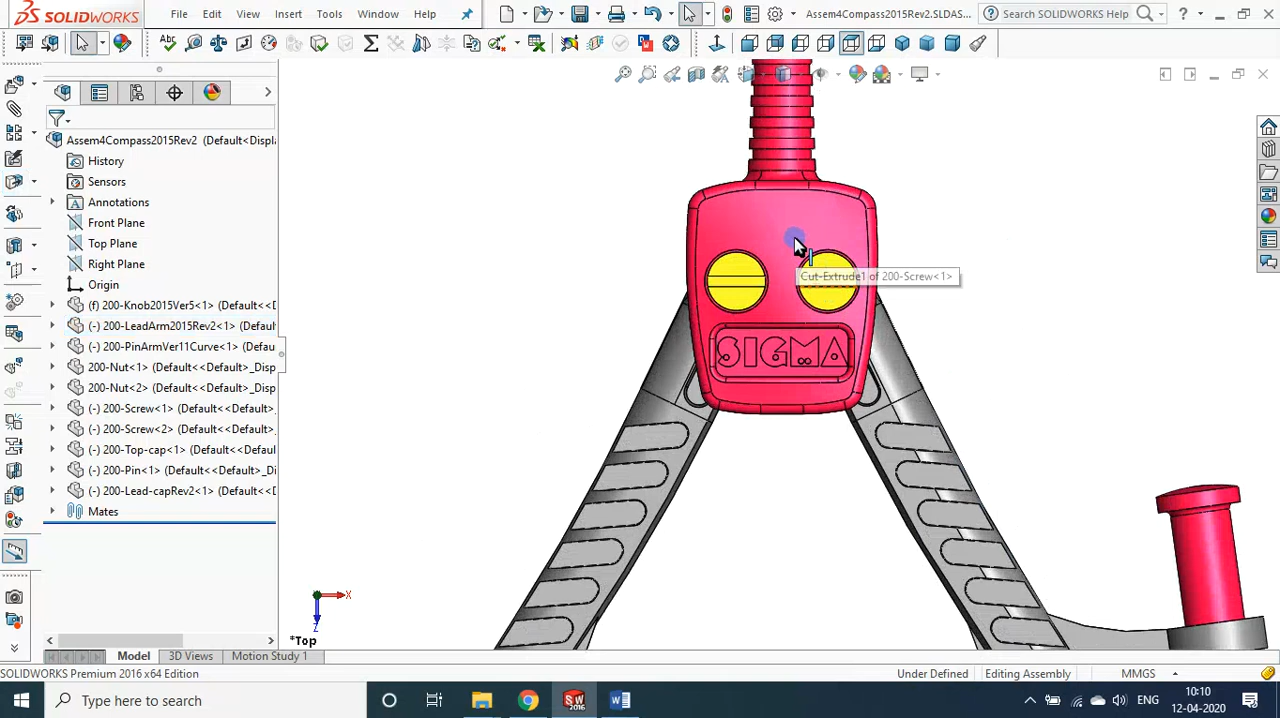 SOLIDWORKS File Edit View Insert Tools Window Help Assem4Compass2015Rev2.SLDAS... Search SOLIDWORKS Help
Assem4Compass2015Rev2 (Default<Displa
History
Sensors
Annotations
Front Plane
Top Plane
Right Plane
Origin
(f) 200-Knob2015Ver5<1> (Default<<
(-) 200-LeadArm2015Rev2<1> (Defaul
(-) 200-PinArmVer11Curve<1> (Defau
200-Nut<1> (Default<<Default>_Disp
200-Nut<2> (Default<<Default>_Disp
(-) 200-Screw<1> (Default<<Default>_
(-) 200-Screw<2> (Default<<Default>_
(-) 200-Top-cap<1> (Default<<Default
(-) 200-Pin<1> (Default<<Default>_Di
(-) 200-Lead-capRev2<1> (Default<<D
Mates
Cut-Extrude1 of 200-Screw<1>
SIGMA
X
Z
*Top
Model 3D Views Motion Study 1
SOLIDWORKS Premium 2016 x64 Edition Under Defined Editing Assembly MMGS
Type here to search SW 2016 ENG 10:10
12-04-2020